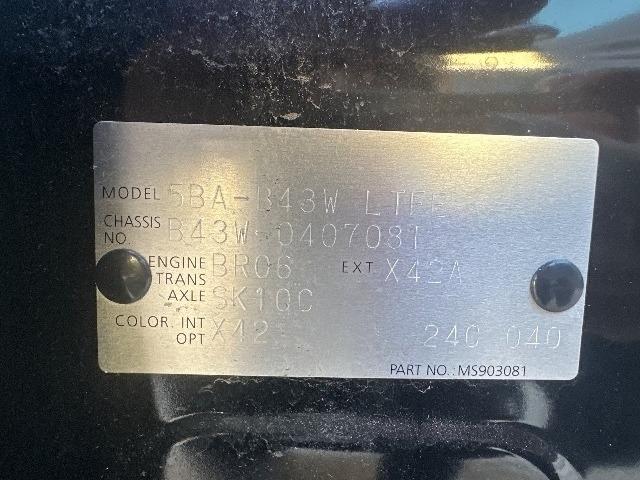 MODEL 5BA-B43W LTFE
CHASSIS NO. B43W-0407081
ENGINE BR06 EXT X42A
TRANS AXLE SK10C
COLOR. INT X42
OPT 240 040
PART NO.: MS903081